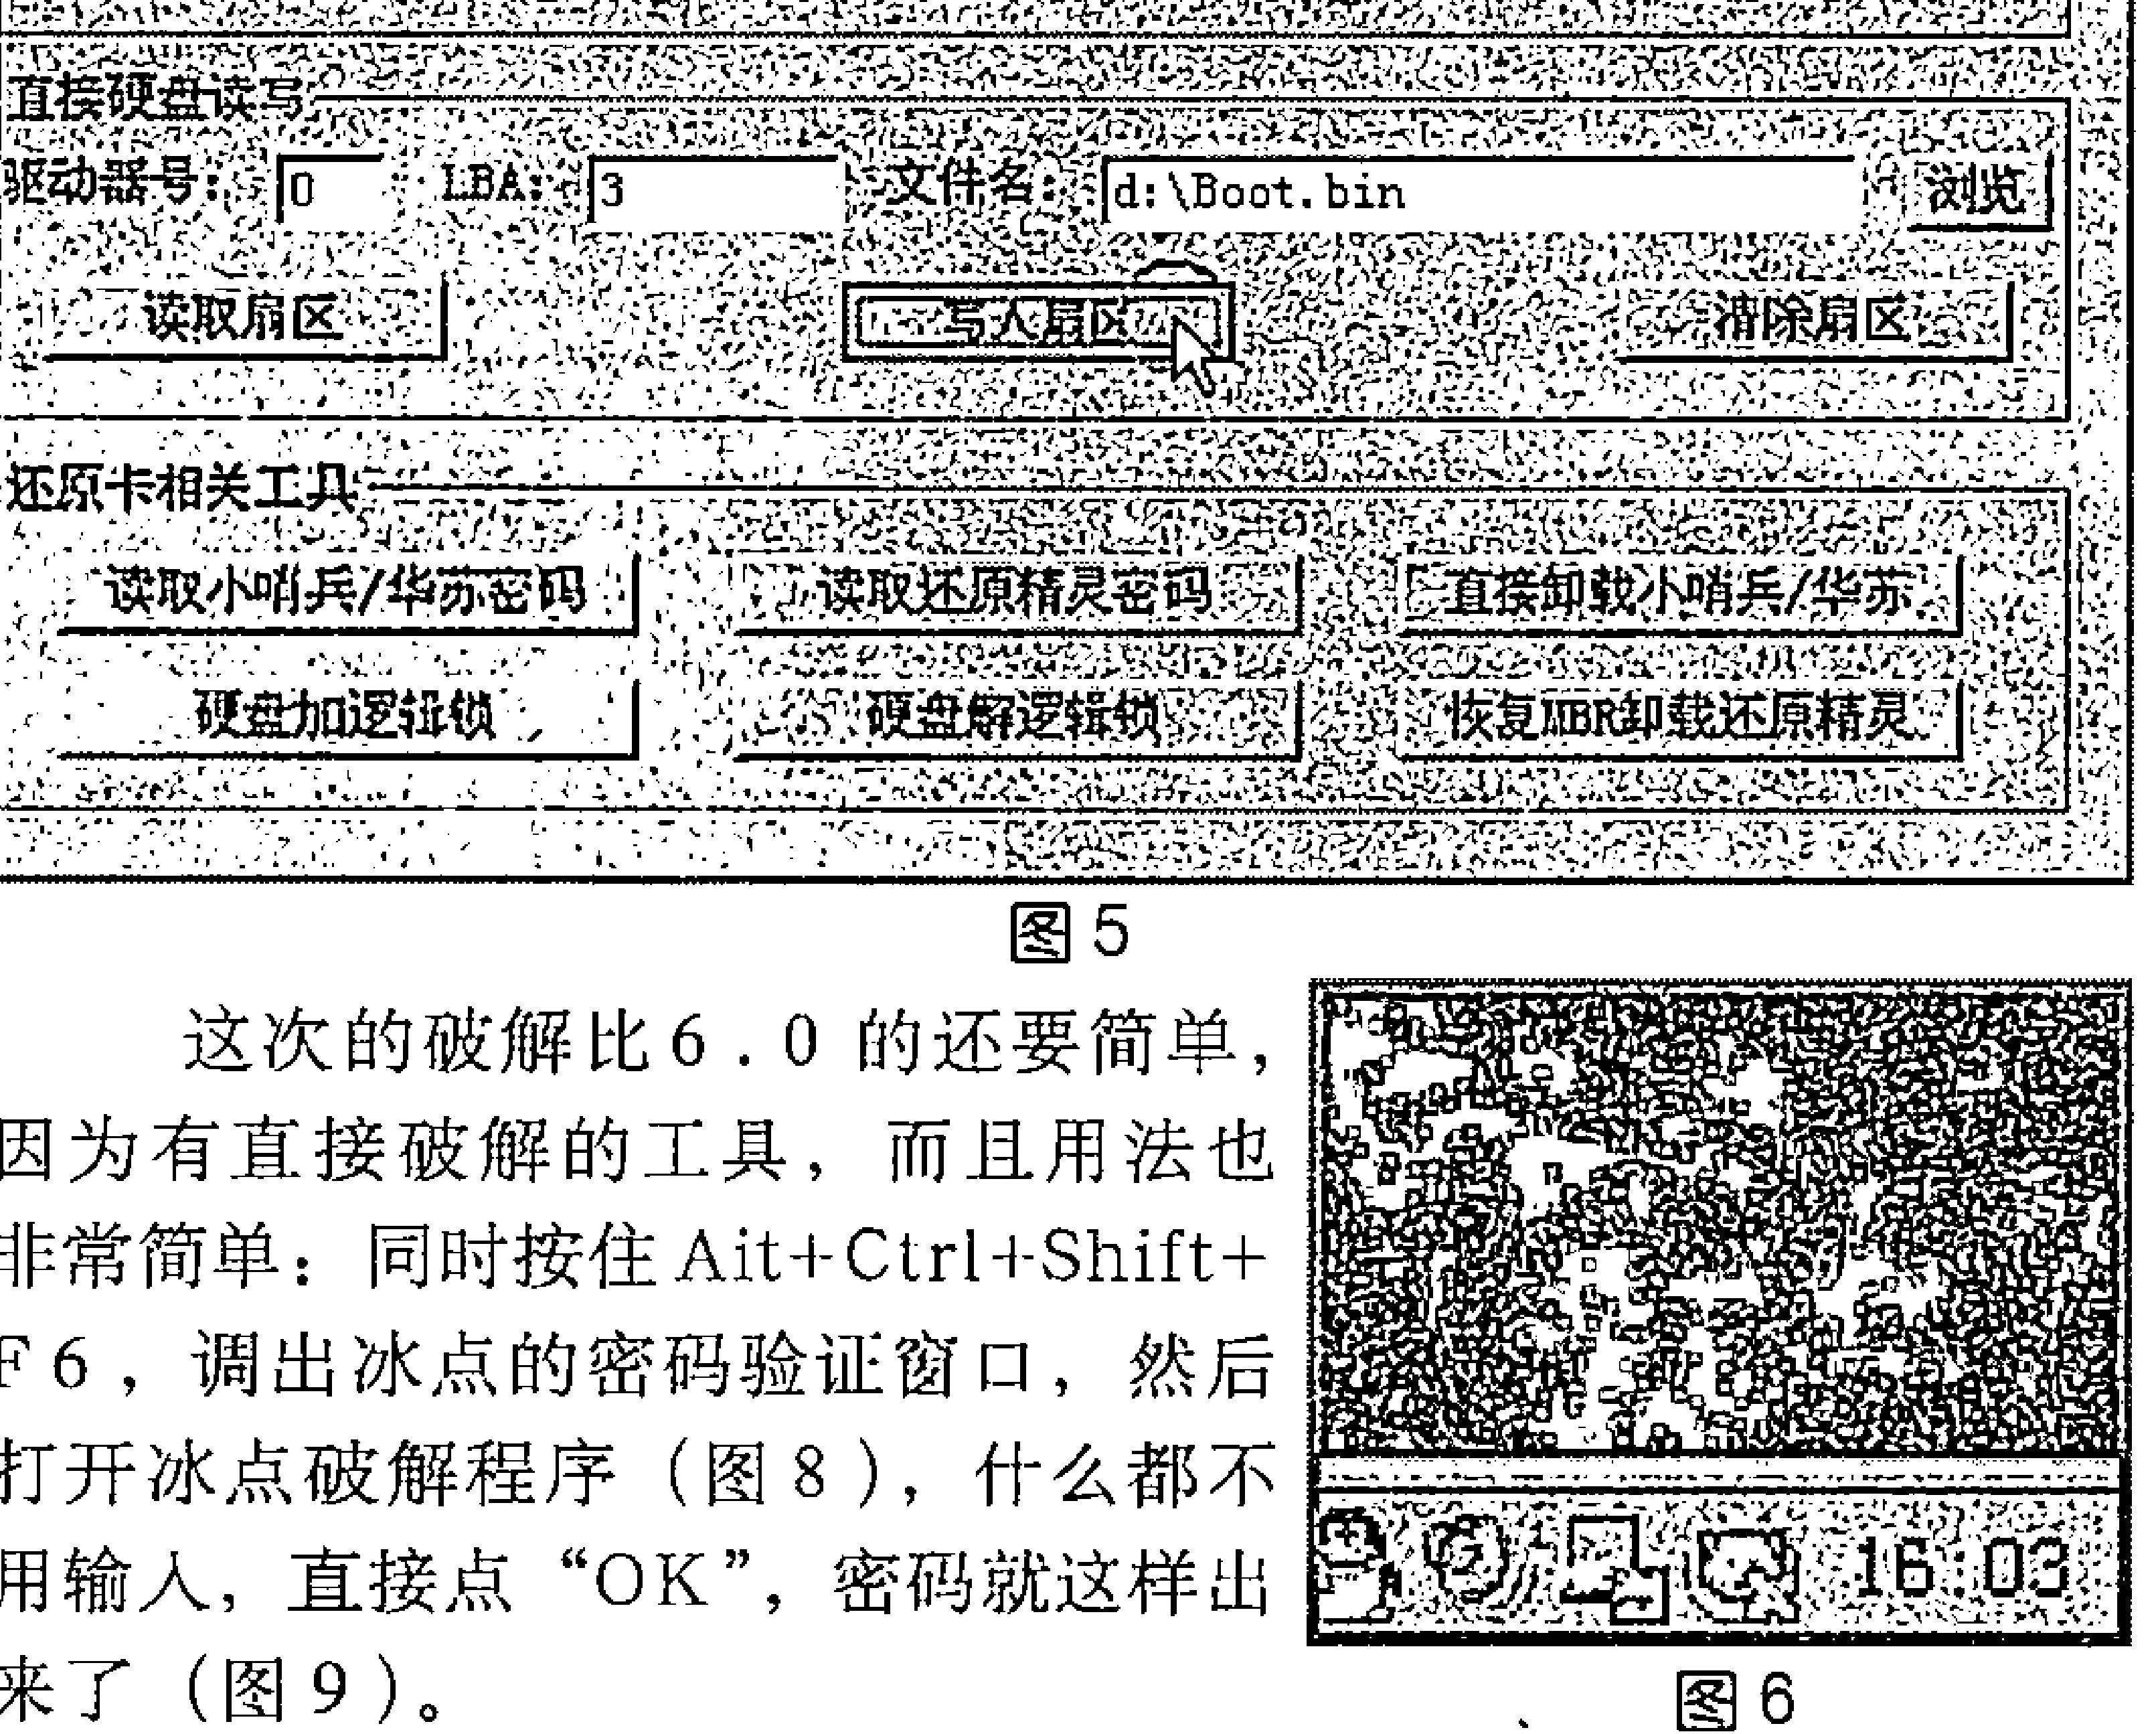 直接硬盘读写
驱动器号： 0 LBA： 3 文件名： d:\Boot.bin 浏览
读取扇区 写入扇区 清除扇区
还原卡相关工具
读取小哨兵/华苏密码 读取还原精灵密码 直接卸载小哨兵/华苏
硬盘加逻辑锁 硬盘解逻辑锁 恢复MBR卸载还原精灵
图5
这次的破解比6.0的还要简单，
因为有直接破解的工具，而且用法也
非常简单：同时按住Ait+Ctrl+Shift+
F6，调出冰点的密码验证窗口，然后
打开冰点破解程序（图8），什么都不
用输入，直接点“OK”，密码就这样出
来了（图9）。
16:03
图6